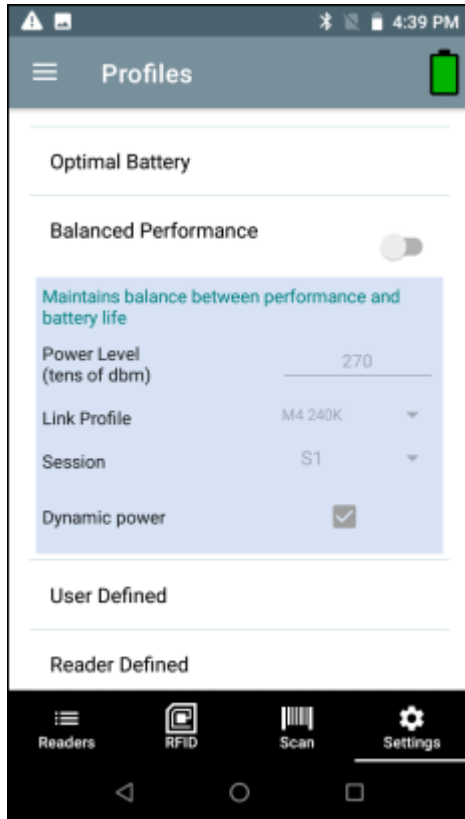 4:39 PM
Profiles
Optimal Battery
Balanced Performance
Maintains balance between performance and
battery life
Power Level
(tens of dbm)
270
Link Profile
M4 240K
Session
S1
Dynamic power
User Defined
Reader Defined
Readers
RFID
Scan
Settings